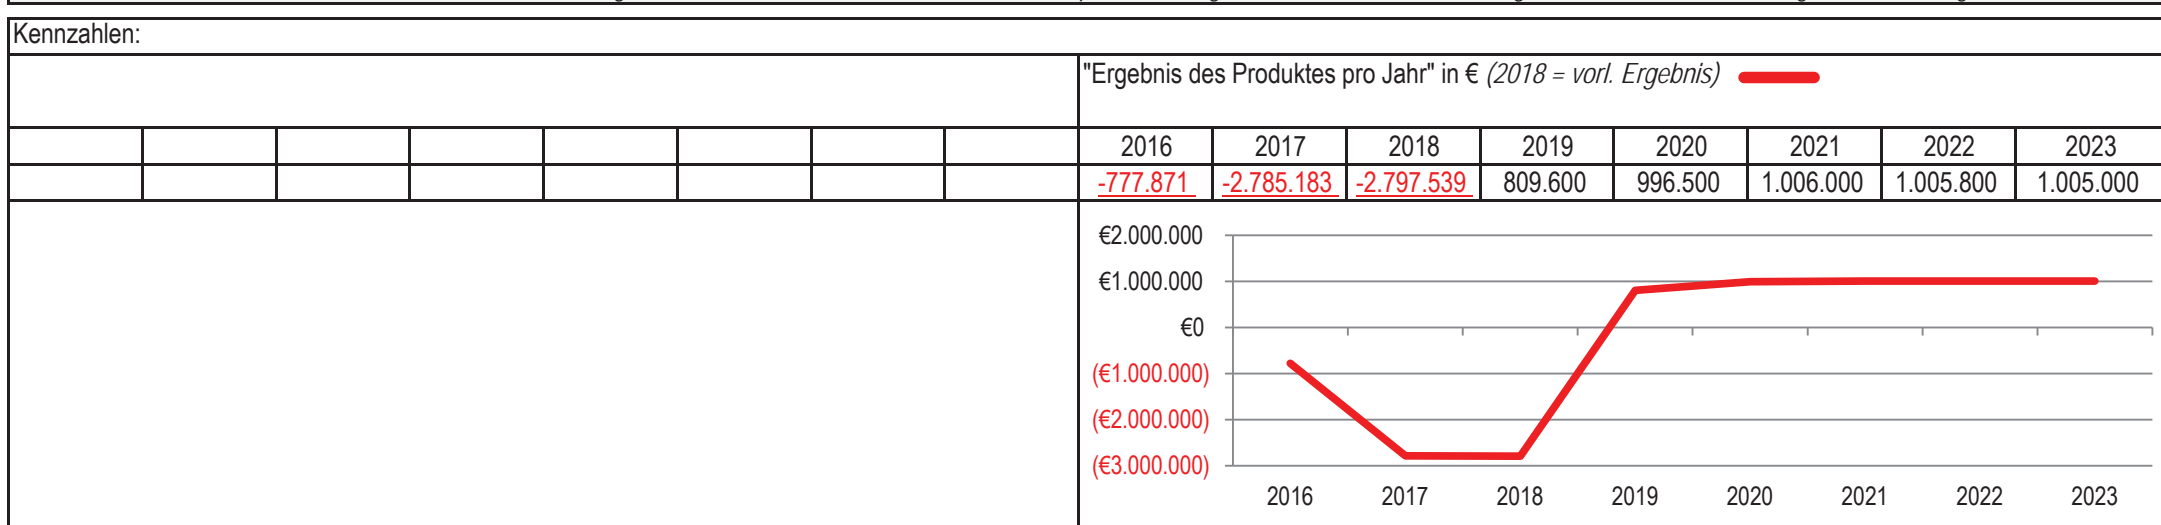 Kennzahlen:
"Ergebnis des Produktes pro Jahr" in € (2018 = vorl. Ergebnis)
2016 2017 2018 2019 2020 2021 2022 2023
-777.871 -2.785.183 -2.797.539 809.600 996.500 1.006.000 1.005.800 1.005.000
€2.000.000
€1.000.000
€0
(€1.000.000)
(€2.000.000)
(€3.000.000)
2016 2017 2018 2019 2020 2021 2022 2023